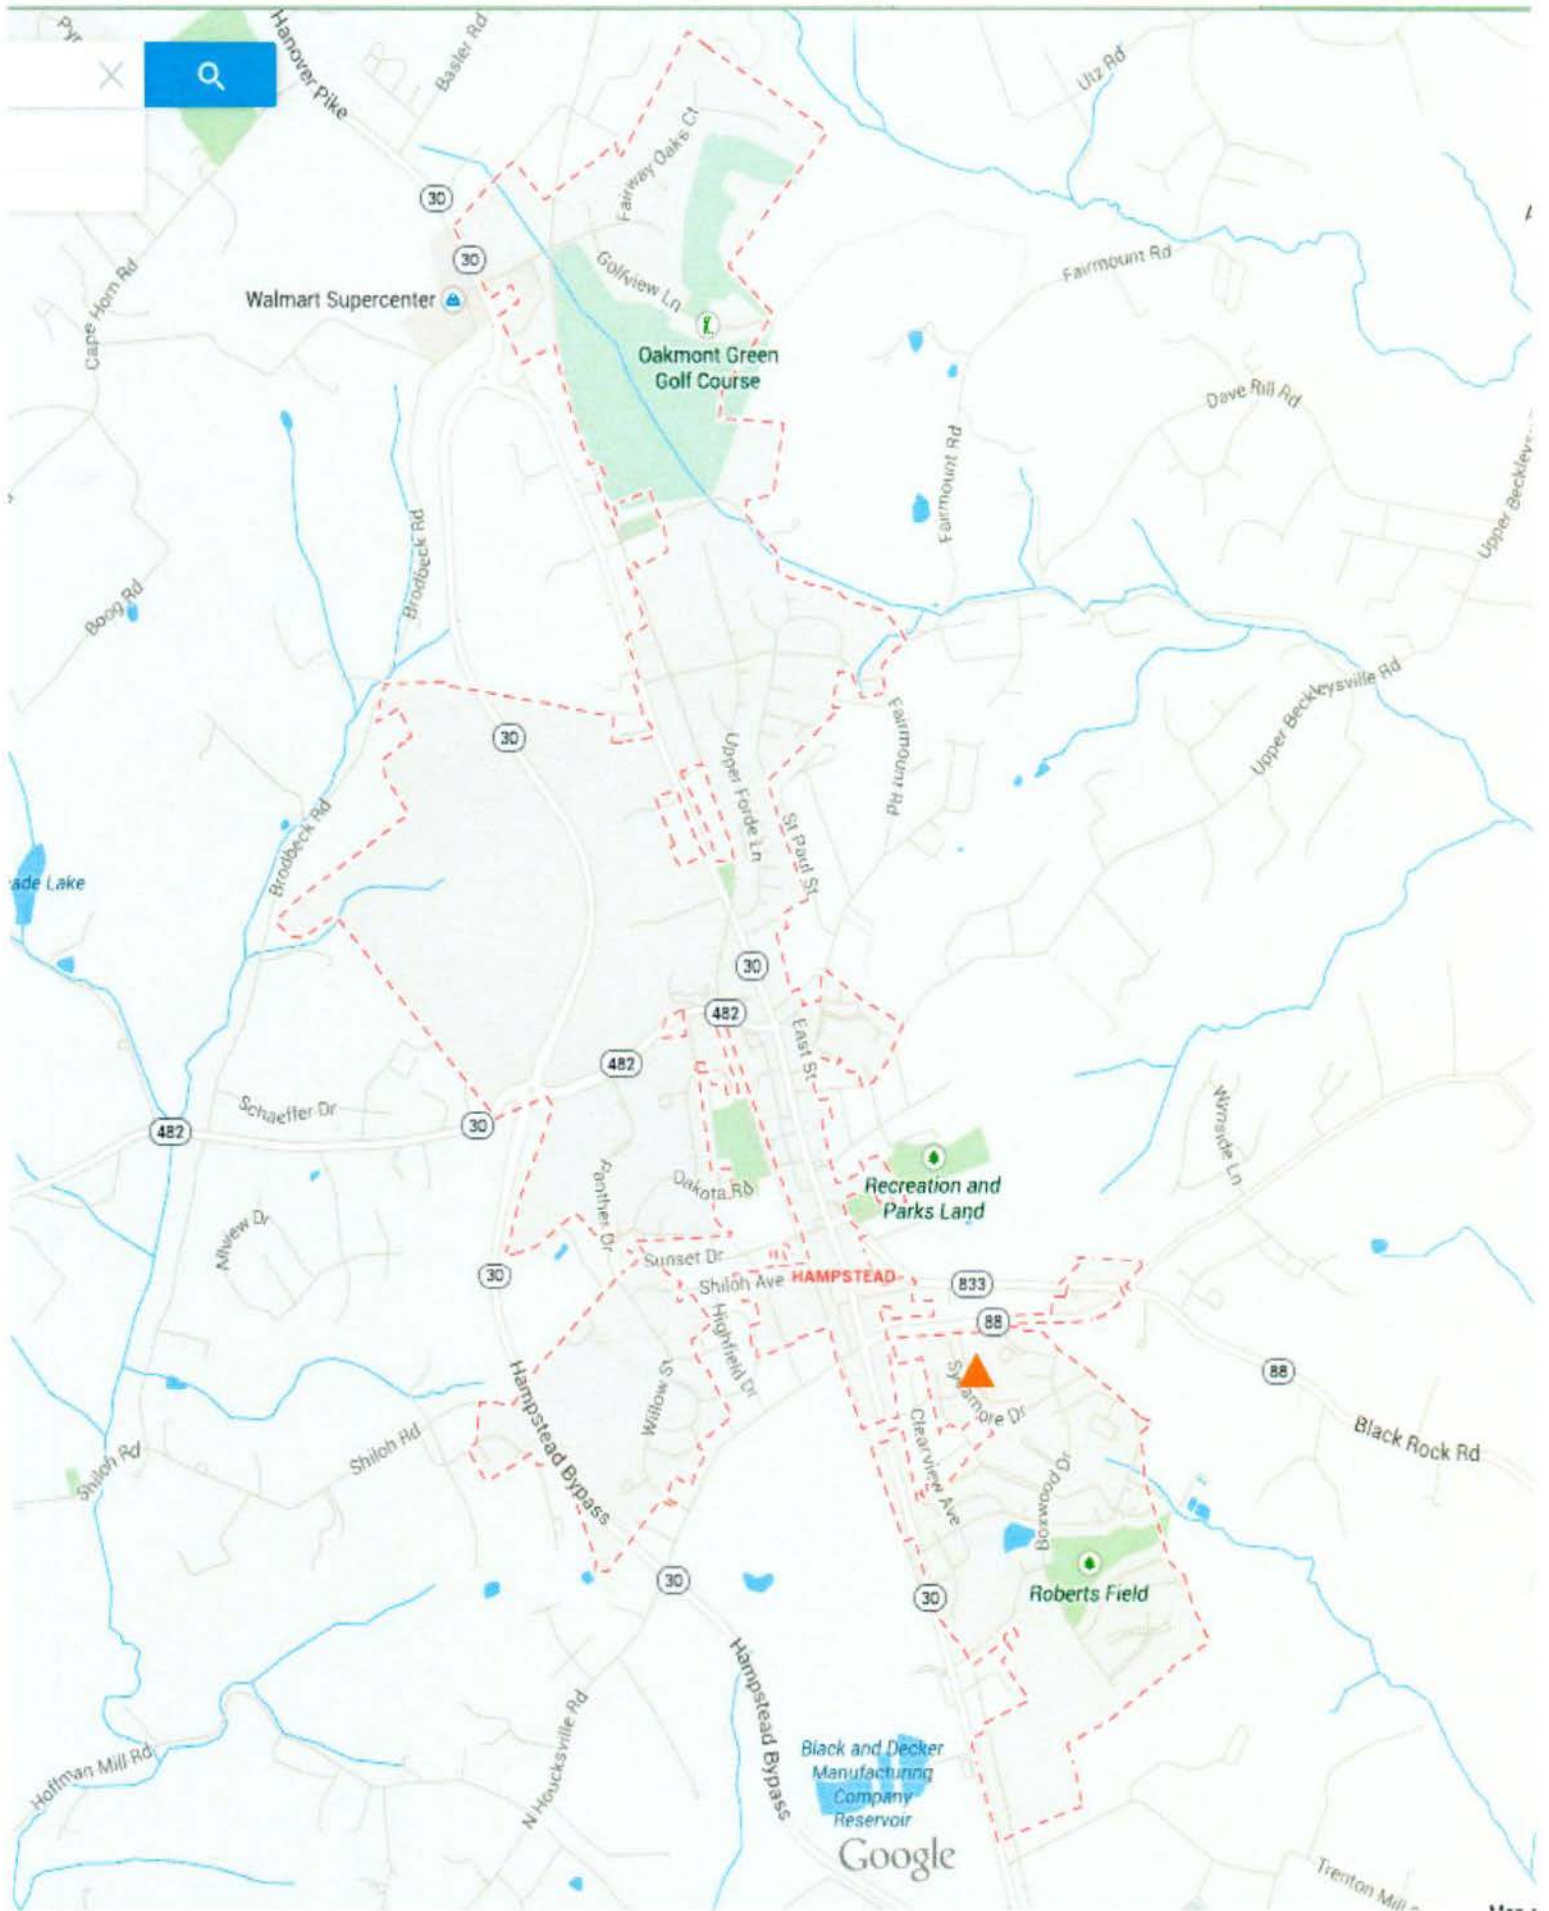 Hanover Pike
Basler Rd
Utz Rd
Fairway Oaks Ct
30
30
Golfview Ln
Fairmount Rd
Cape Horn Rd
Walmart Supercenter
Oakmont Green
Golf Course
Dave Rill Rd
Fairmount Rd
Brodbeck Rd
Boog Rd
Upper Beckleysville Rd
30
Upper Forde Ln
Fairmount Rd
St Paul St
Brodbeck Rd
ade Lake
30
482
East St
482
Schaeffer Dr
30
482
Wynside Ln
Panther Dr
Dakota Rd
Recreation and
Parks Land
Sunset Dr
30
Shiloh Ave
HAMPSTEAD
833
88
Highfield Dr
Sycamore Dr
88
Hampstead Bypass
Willow St
Clearview Ave
Black Rock Rd
Shiloh Rd
Shiloh Rd
Boxwood Dr
30
30
Roberts Field
Hampstead Bypass
N Houcksville Rd
Hoffman Mill Rd
Black and Decker
Manufacturing
Company
Reservoir
Google
Trenton Mill